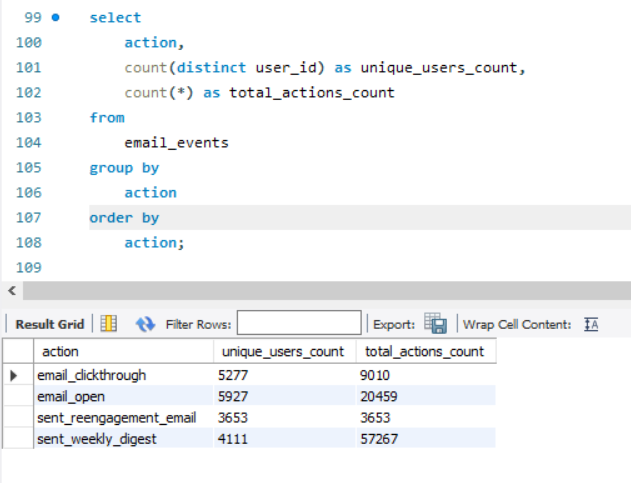 99 select
100 action,
101 count(distinct user_id) as unique_users_count,
102 count(*) as total_actions_count
103 from
104 email_events
105 group by
106 action
107 order by
108 action;
109
Result Grid Filter Rows: Export: Wrap Cell Content: IA
action unique_users_count total_actions_count
email_clickthrough 5277 9010
email_open 5927 20459
sent_reengagement_email 3653 3653
sent_weekly_digest 4111 57267